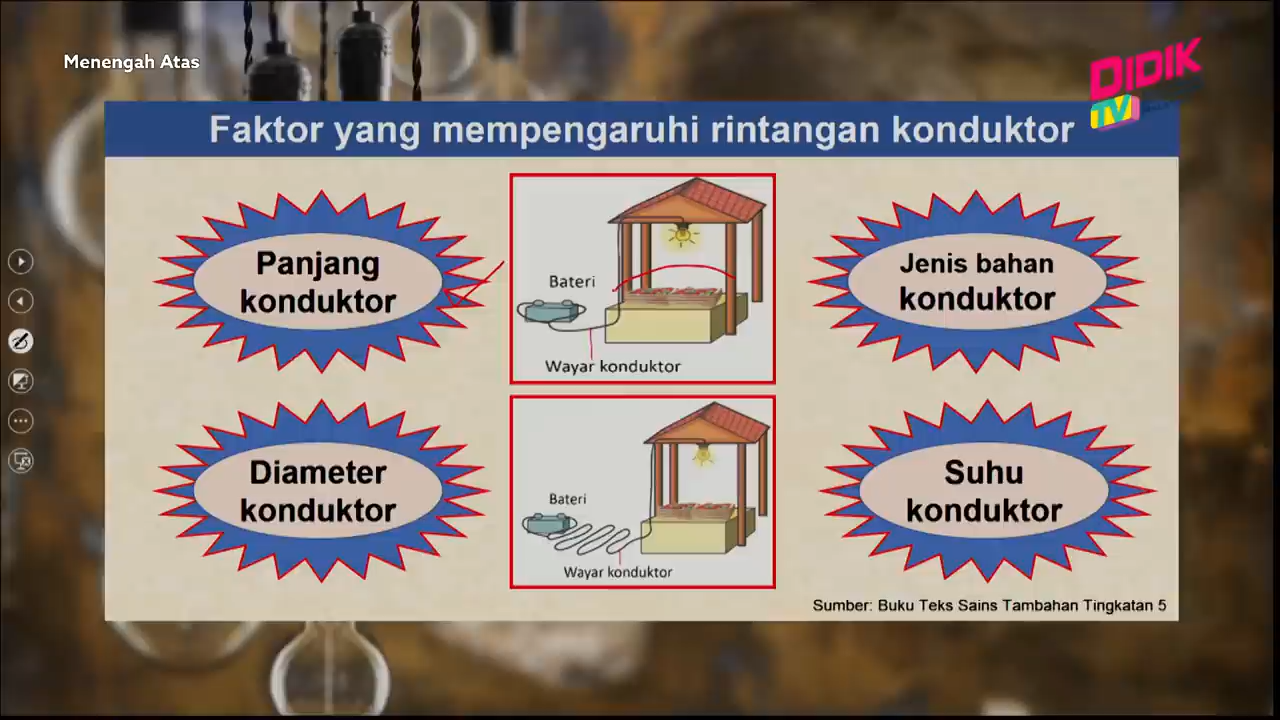 Menengah Atas
DIDIK
TV
Faktor yang mempengaruhi rintangan konduktor
Panjang
konduktor
Bateri
Wayar konduktor
Jenis bahan
konduktor
Diameter
konduktor
Bateri
Wayar konduktor
Suhu
konduktor
Sumber: Buku Teks Sains Tambahan Tingkatan 5